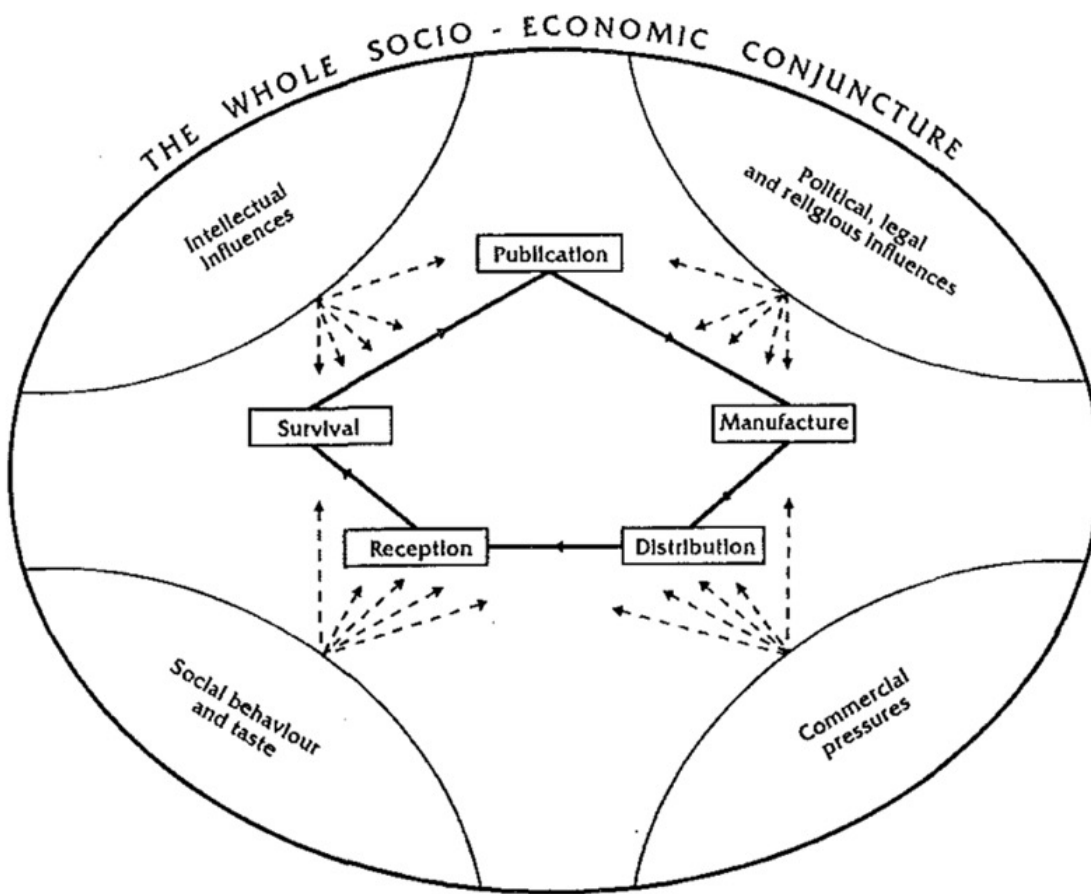 THE WHOLE SOCIO - ECONOMIC CONJUNCTURE
Intellectual
influences
Political, legal
and religious influences
Publication
Survival
Manufacture
Reception
Distribution
Social behaviour
and taste
Commercial
pressures